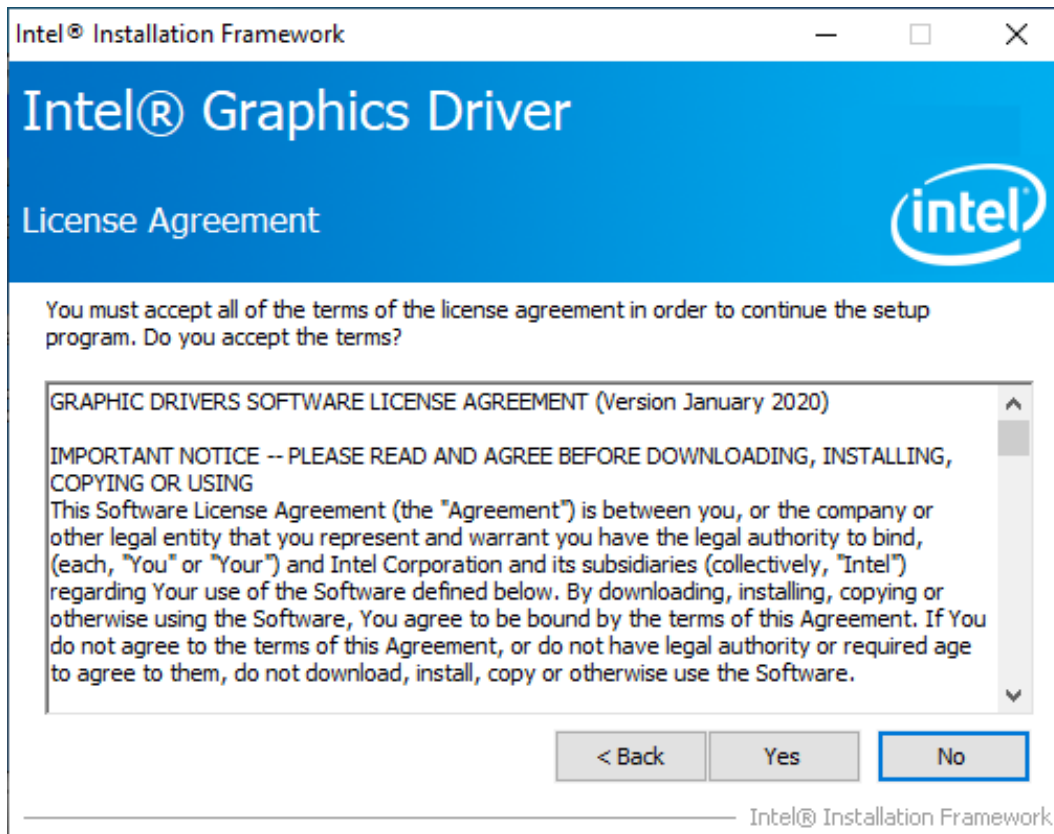 Intel® Installation Framework
Intel® Graphics Driver
License Agreement
intel
You must accept all of the terms of the license agreement in order to continue the setup
program. Do you accept the terms?
GRAPHIC DRIVERS SOFTWARE LICENSE AGREEMENT (Version January 2020)
IMPORTANT NOTICE -- PLEASE READ AND AGREE BEFORE DOWNLOADING, INSTALLING,
COPYING OR USING
This Software License Agreement (the "Agreement") is between you, or the company or
other legal entity that you represent and warrant you have the legal authority to bind,
(each, "You" or "Your") and Intel Corporation and its subsidiaries (collectively, "Intel")
regarding Your use of the Software defined below. By downloading, installing, copying or
otherwise using the Software, You agree to be bound by the terms of this Agreement. If You
do not agree to the terms of this Agreement, or do not have legal authority or required age
to agree to them, do not download, install, copy or otherwise use the Software.
< Back Yes No
Intel® Installation Framework